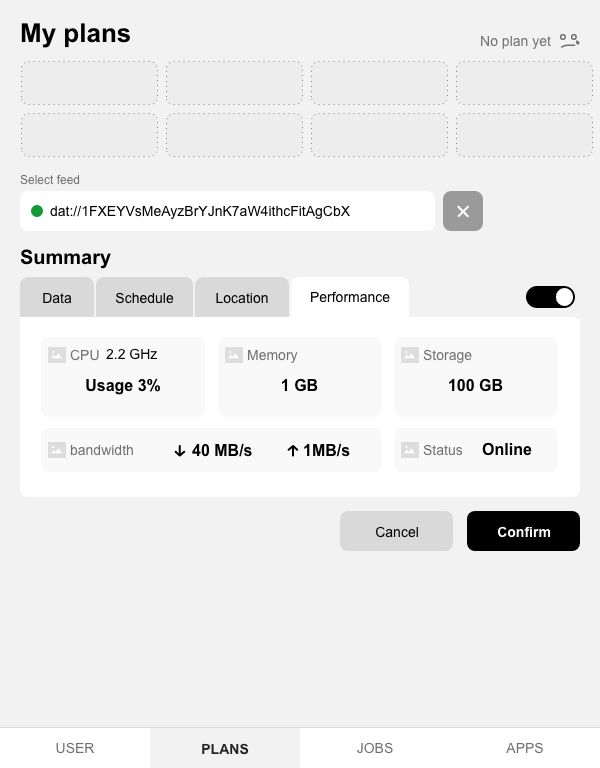 My plans
No plan yet
Select feed
dat://1FXEYVsMeAyzBrYJnK7aW4ithcFitAgCbX
Summary
Data Schedule Location Performance
CPU 2.2 GHz
Usage 3%
Memory
1 GB
Storage
100 GB
bandwidth ↓ 40 MB/s ↑ 1MB/s
Status Online
Cancel Confirm
USER PLANS JOBS APPS